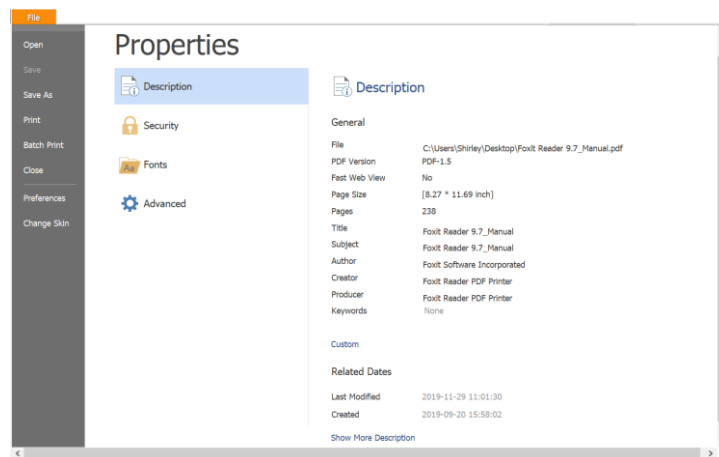 File
Open
Save
Save As
Print
Batch Print
Close
Preferences
Change Skin
Properties
Description
Security
Fonts
Advanced
Description
General
File C:\Users\Shirley\Desktop\Foxit Reader 9.7_Manual.pdf
PDF Version PDF-1.5
Fast Web View No
Page Size [8.27 * 11.69 inch]
Pages 238
Title Foxit Reader 9.7_Manual
Subject Foxit Reader 9.7_Manual
Author Foxit Software Incorporated
Creator Foxit Reader PDF Printer
Producer Foxit Reader PDF Printer
Keywords None
Custom
Related Dates
Last Modified 2019-11-29 11:01:30
Created 2019-09-20 15:58:02
Show More Description